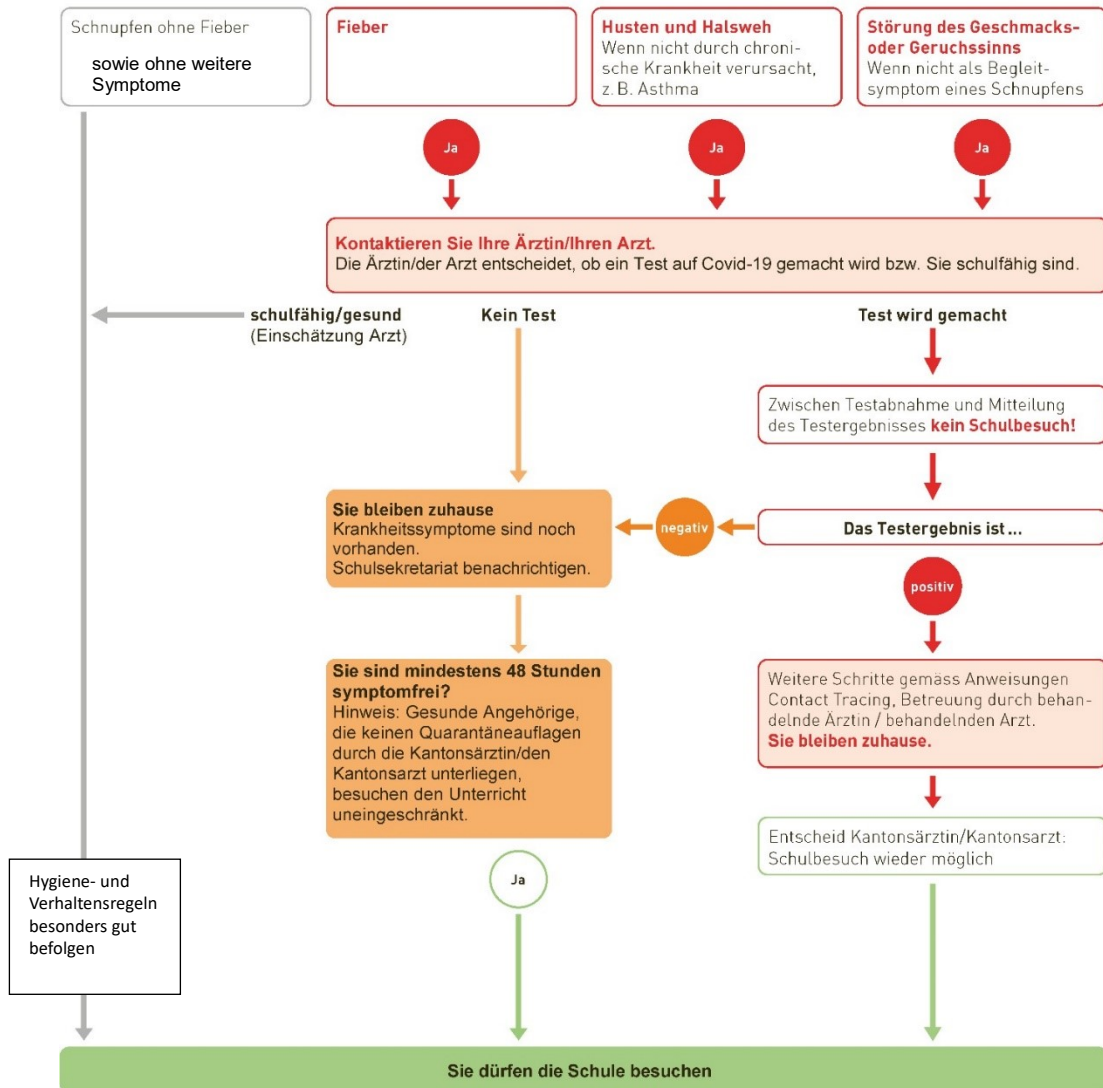 Schnupfen ohne Fieber
sowie ohne weitere
Symptome
Fieber
Husten und Halsweh
Wenn nicht durch chroni-
sche Krankheit verursacht,
z. B. Asthma
Störung des Geschmacks-
oder Geruchssinns
Wenn nicht als Begleit-
symptom eines Schnupfens
Ja
Ja
Ja
Kontaktieren Sie Ihre Ärztin/Ihren Arzt.
Die Ärztin/der Arzt entscheidet, ob ein Test auf Covid-19 gemacht wird bzw. Sie schulfähig sind.
schulfähig/gesund
(Einschätzung Arzt)
Kein Test
Test wird gemacht
Zwischen Testabnahme und Mitteilung
des Testergebnisses kein Schulbesuch!
Sie bleiben zuhause
Krankheitssymptome sind noch
vorhanden.
Schulsekretariat benachrichtigen.
negativ
Das Testergebnis ist ...
positiv
Sie sind mindestens 48 Stunden
symptomfrei?
Hinweis: Gesunde Angehörige,
die keinen Quarantäneauflagen
durch die Kantonsärztin/den
Kantonsarzt unterliegen,
besuchen den Unterricht
uneingeschränkt.
Weitere Schritte gemäss Anweisungen
Contact Tracing, Betreuung durch behan-
delnde Ärztin / behandelnden Arzt.
Sie bleiben zuhause.
Entscheid Kantonsärztin/Kantonsarzt:
Schulbesuch wieder möglich
Ja
Hygiene- und
Verhaltensregeln
besonders gut
befolgen
Sie dürfen die Schule besuchen